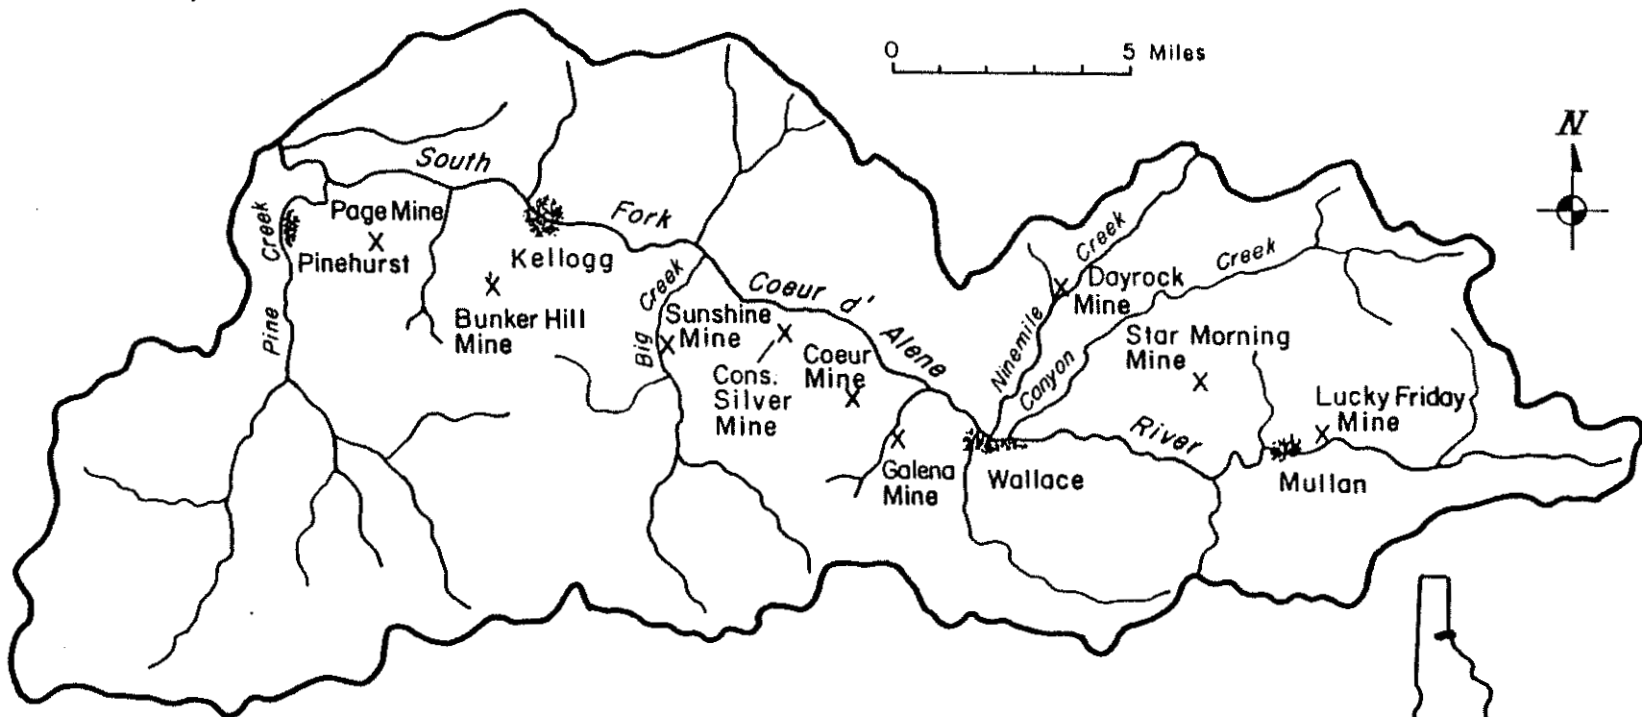 0 5 Miles
N
South
Fork
Coeur d'
Alene
River
Pine Creek
Page Mine
Pinehurst
Kellogg
Bunker Hill
Mine
Big Creek
Sunshine
Mine
Cons.
Silver
Mine
Coeur
Mine
Galena
Mine
Wallace
Ninemile Creek
Dayrock
Mine
Canyon Creek
Star Morning
Mine
Lucky Friday
Mine
Mullan